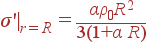 σ'|r = R = αρ₀R² / 3(1+α R)